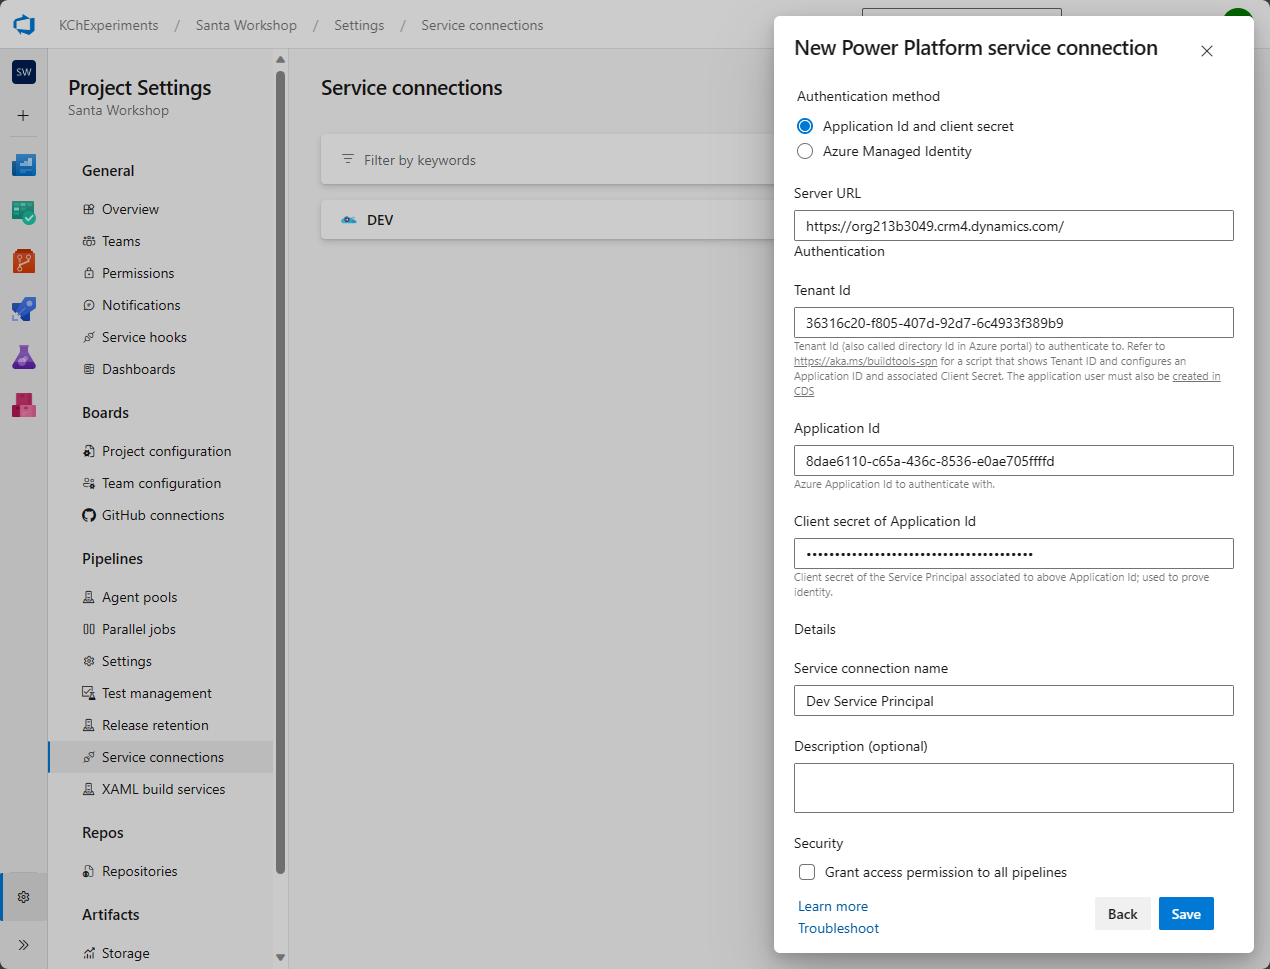 KChExperiments / Santa Workshop / Settings / Service connections
SW
Project Settings
Santa Workshop
General
Overview
Teams
Permissions
Notifications
Service hooks
Dashboards
Boards
Project configuration
Team configuration
GitHub connections
Pipelines
Agent pools
Parallel jobs
Settings
Test management
Release retention
Service connections
XAML build services
Repos
Repositories
Artifacts
Storage
Service connections
Filter by keywords
DEV
New Power Platform service connection
Authentication method
Application Id and client secret
Azure Managed Identity
Server URL
https://org213b3049.crm4.dynamics.com/
Authentication
Tenant Id
36316c20-f805-407d-92d7-6c4933f389b9
Tenant Id (also called directory Id in Azure portal) to authenticate to. Refer to
https://aka.ms/buildtools-spn for a script that shows Tenant ID and configures an
Application ID and associated Client Secret. The application user must also be created in
CDS
Application Id
8dae6110-c65a-436c-8536-e0ae705ffffd
Azure Application Id to authenticate with.
Client secret of Application Id
••••••••••••••••••••••••••••••••••••••••
Client secret of the Service Principal associated to above Application Id; used to prove
identity.
Details
Service connection name
Dev Service Principal
Description (optional)
Security
Grant access permission to all pipelines
Learn more
Troubleshoot
Back
Save